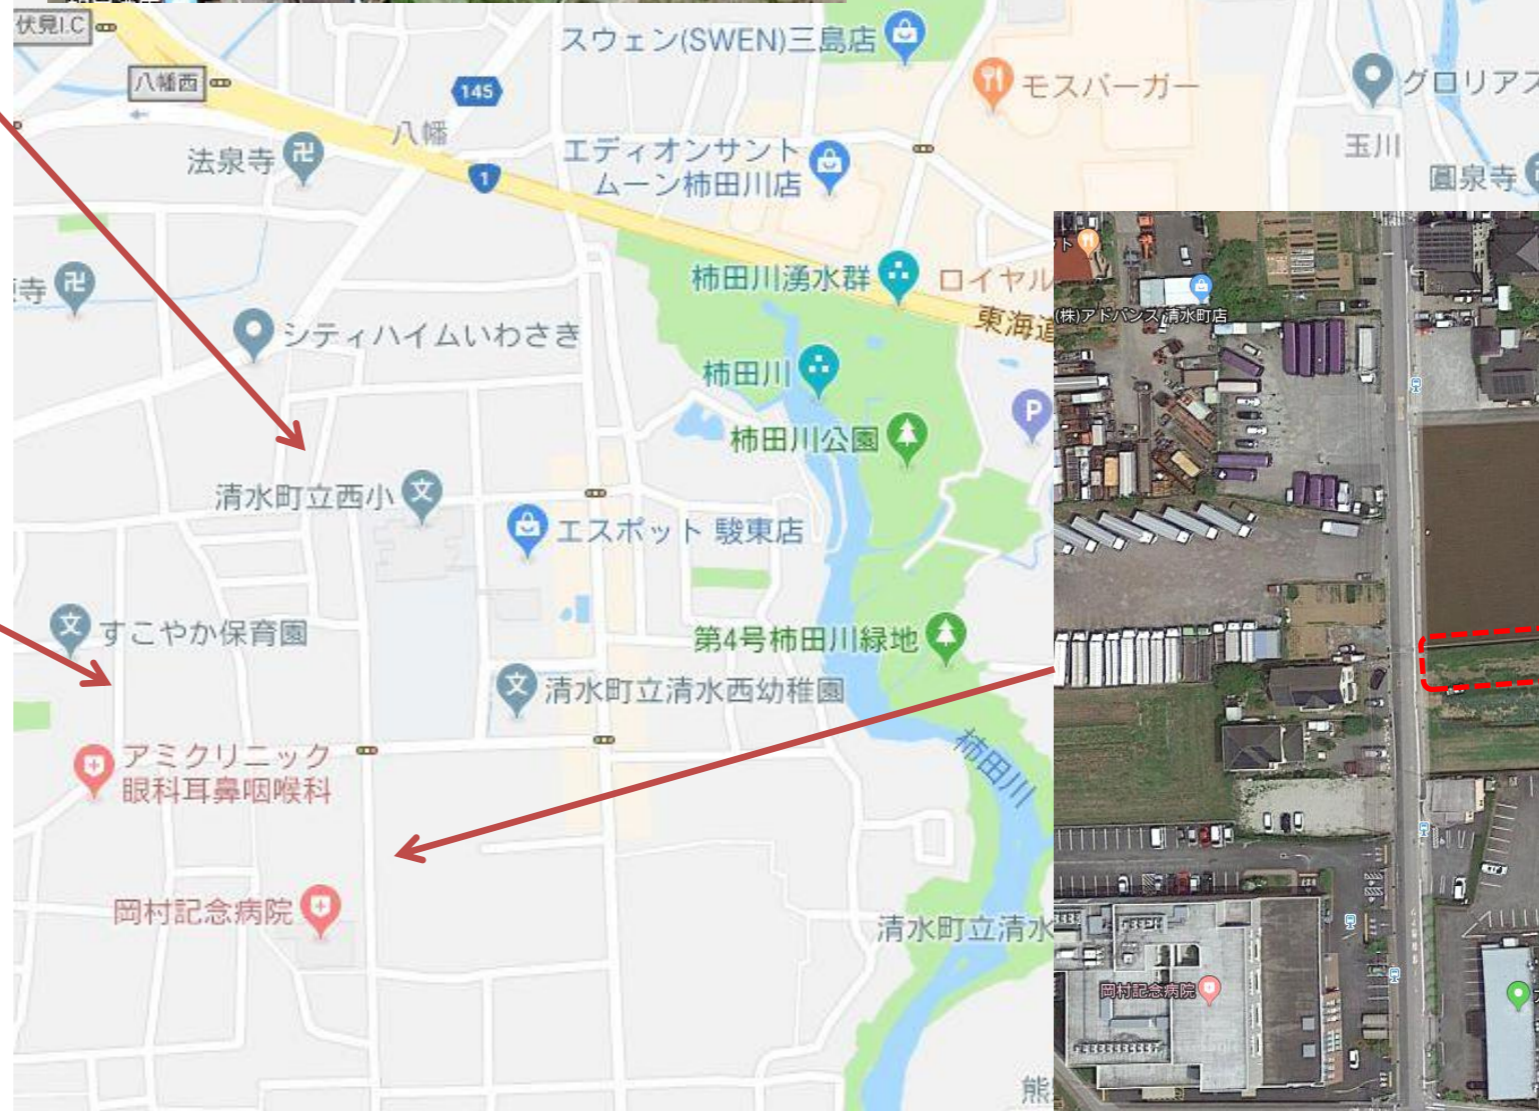 伏見I.C
八幡西
145
八幡
1
法泉寺
スウェン(SWEN)三島店
モスバーガー
グロリアス
エディオンサント
ムーン柿田川店
玉川
圓泉寺
寺
柿田川湧水群
ロイヤル
東海道
シティハイムいわさき
柿田川
P
柿田川公園
清水町立西小
文
エスポット 駿東店
文
すこやか保育園
第4号柿田川緑地
文
清水町立清水西幼稚園
アミクリニック
眼科耳鼻咽喉科
柿田川
岡村記念病院
清水町立清水
熊
ト
(株)アドバンス 清水町店
岡村記念病院